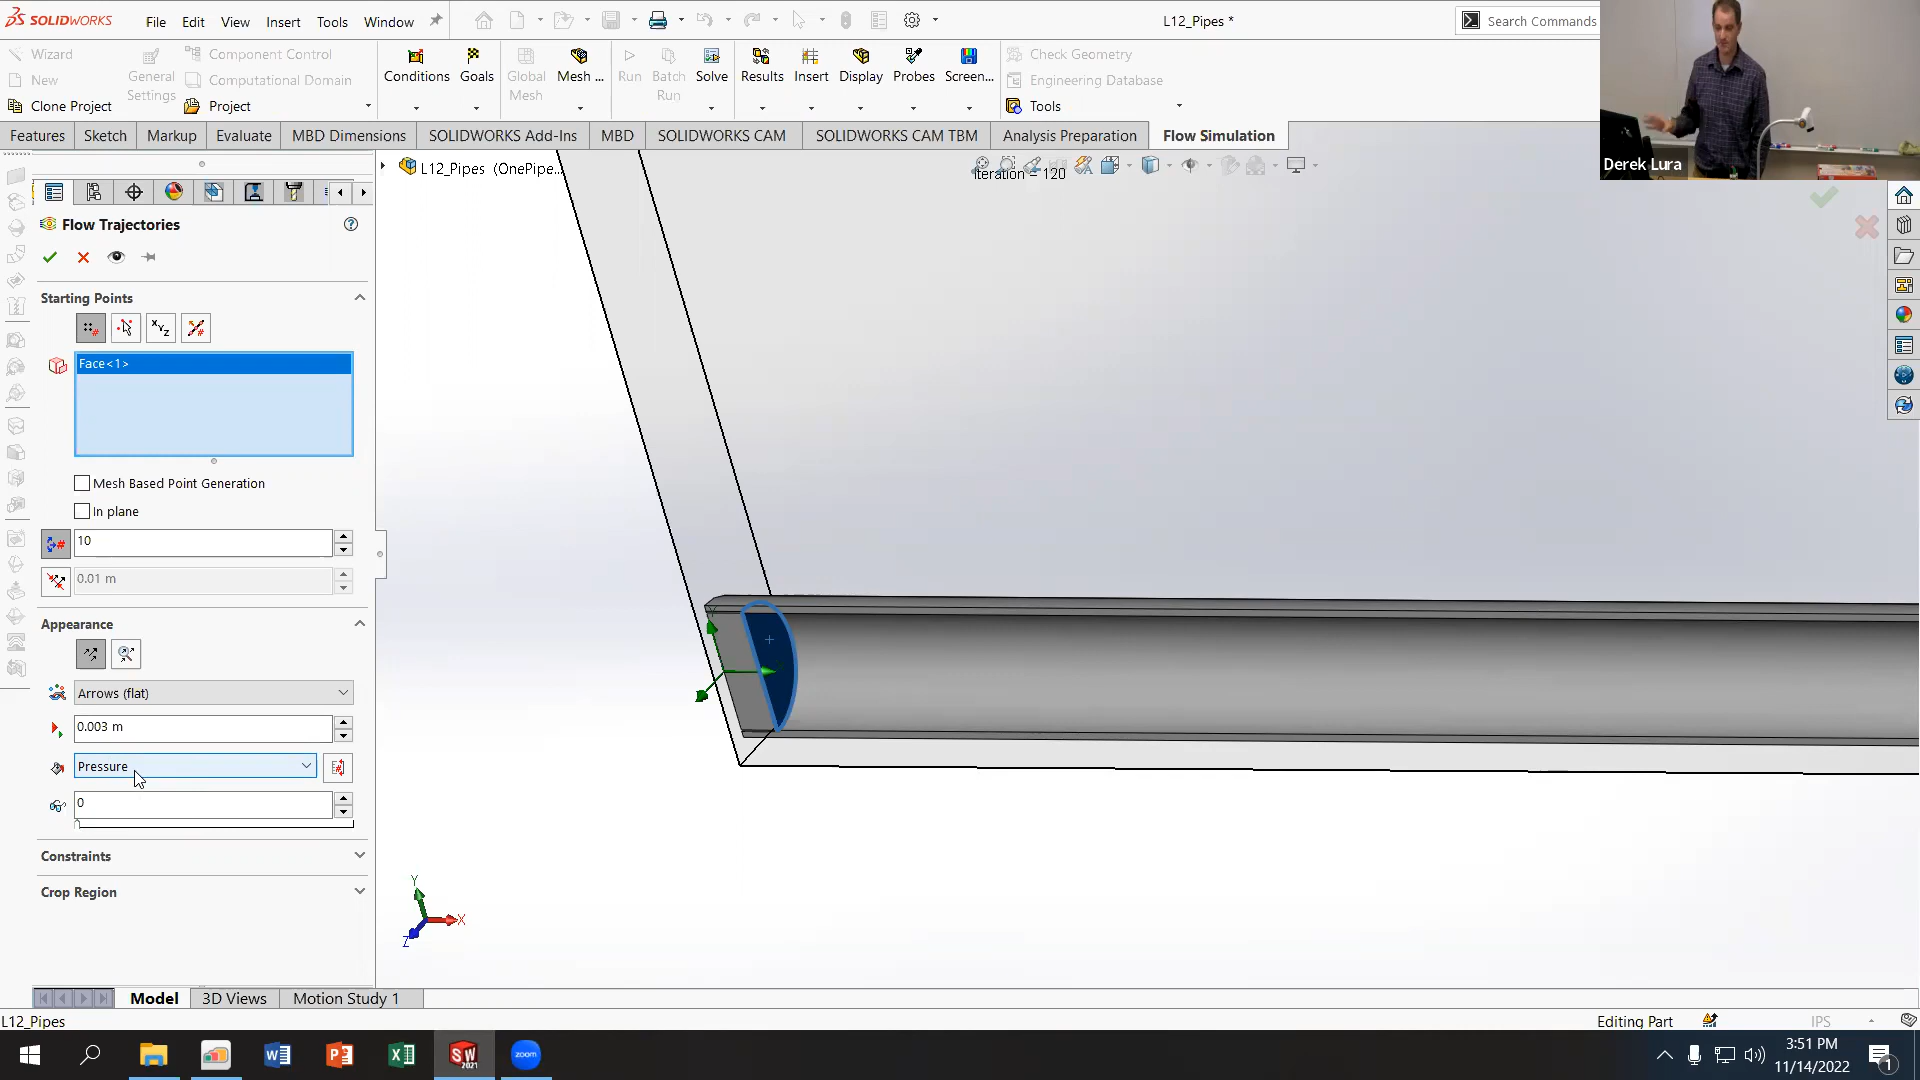 SOLIDWORKS
File Edit View Insert Tools Window
L12_Pipes *
Search Commands
Wizard
New
Clone Project
General Settings
Component Control
Computational Domain
Project
Conditions
Goals
Global Mesh
Mesh ...
Run
Batch Run
Solve
Results
Insert
Display
Probes
Screen...
Check Geometry
Engineering Database
Tools
Features Sketch Markup Evaluate MBD Dimensions SOLIDWORKS Add-Ins MBD SOLIDWORKS CAM SOLIDWORKS CAM TBM Analysis Preparation Flow Simulation
Derek Lura
L12_Pipes (OnePipe...
Iteration = 120
Flow Trajectories
Starting Points
Face<1>
Mesh Based Point Generation
In plane
10
0.01 m
Appearance
Arrows (flat)
0.003 m
Pressure
0
Constraints
Crop Region
Y
X
Z
Model 3D Views Motion Study 1
L12_Pipes
Editing Part
IPS
3:51 PM
11/14/2022
1
SW
2021
zoom